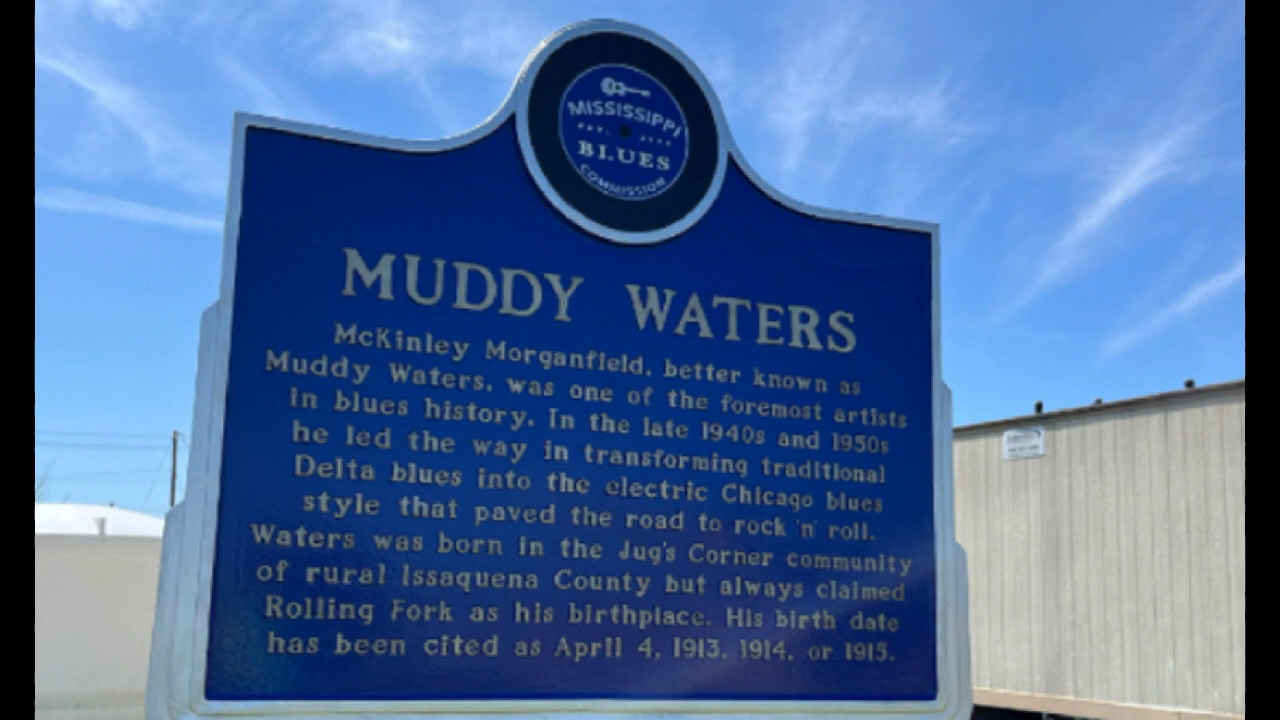 MISSISSIPPI
EST.
BLUES
COMMISSION
MUDDY WATERS
McKinley Morganfield, better known as
Muddy Waters, was one of the foremost artists
in blues history. In the late 1940s and 1950s
he led the way in transforming traditional
Delta blues into the electric Chicago blues
style that paved the road to rock 'n' roll.
Waters was born in the Jug's Corner community
of rural Issaquena County but always claimed
Rolling Fork as his birthplace. His birth date
has been cited as April 4, 1913, 1914, or 1915.